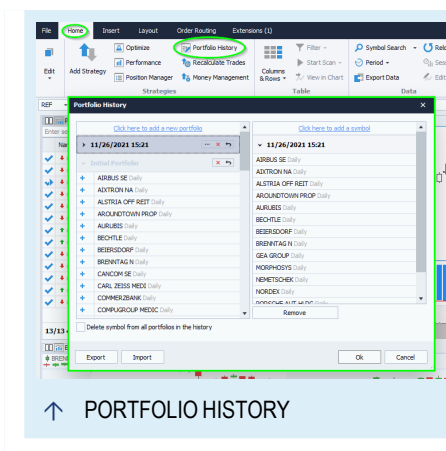 File Home Insert Layout Order Routing Extensions (1)
Optimize Portfolio History Filter Symbol Search
Edit Add Strategy Performance Recalculate Trades Columns & Rows Start Scan Period
Position Manager Money Management View in Chart Export Data Edit
Strategies Table Data
REF Portfolio History
Click here to add a new portfolio Click here to add a symbol
11/26/2021 15:21 11/26/2021 15:21
Initial Portfolio AIRBUS SE Daily
AIRBUS SE Daily AIXTRON NA Daily
AIXTRON NA Daily ALSTRIA OFF REIT Daily
ALSTRIA OFF REIT Daily AROUNDTOWN PROP Daily
AROUNDTOWN PROP Daily AURUBIS Daily
AURUBIS Daily BECHTLE Daily
BECHTLE Daily BEIERSDORF Daily
BEIERSDORF Daily BRENNTAG N Daily
BRENNTAG N Daily GEA GROUP Daily
CANCOM SE Daily MORPHOSYS Daily
CARL ZEISS MEDI Daily NEMETSCHEK Daily
COMMERZBANK Daily NORDEX Daily
COMPUGROUP MEDIC Daily
Remove
13/13
Delete symbol from all portfolios in the history
Export Import Ok Cancel
↑ PORTFOLIO HISTORY